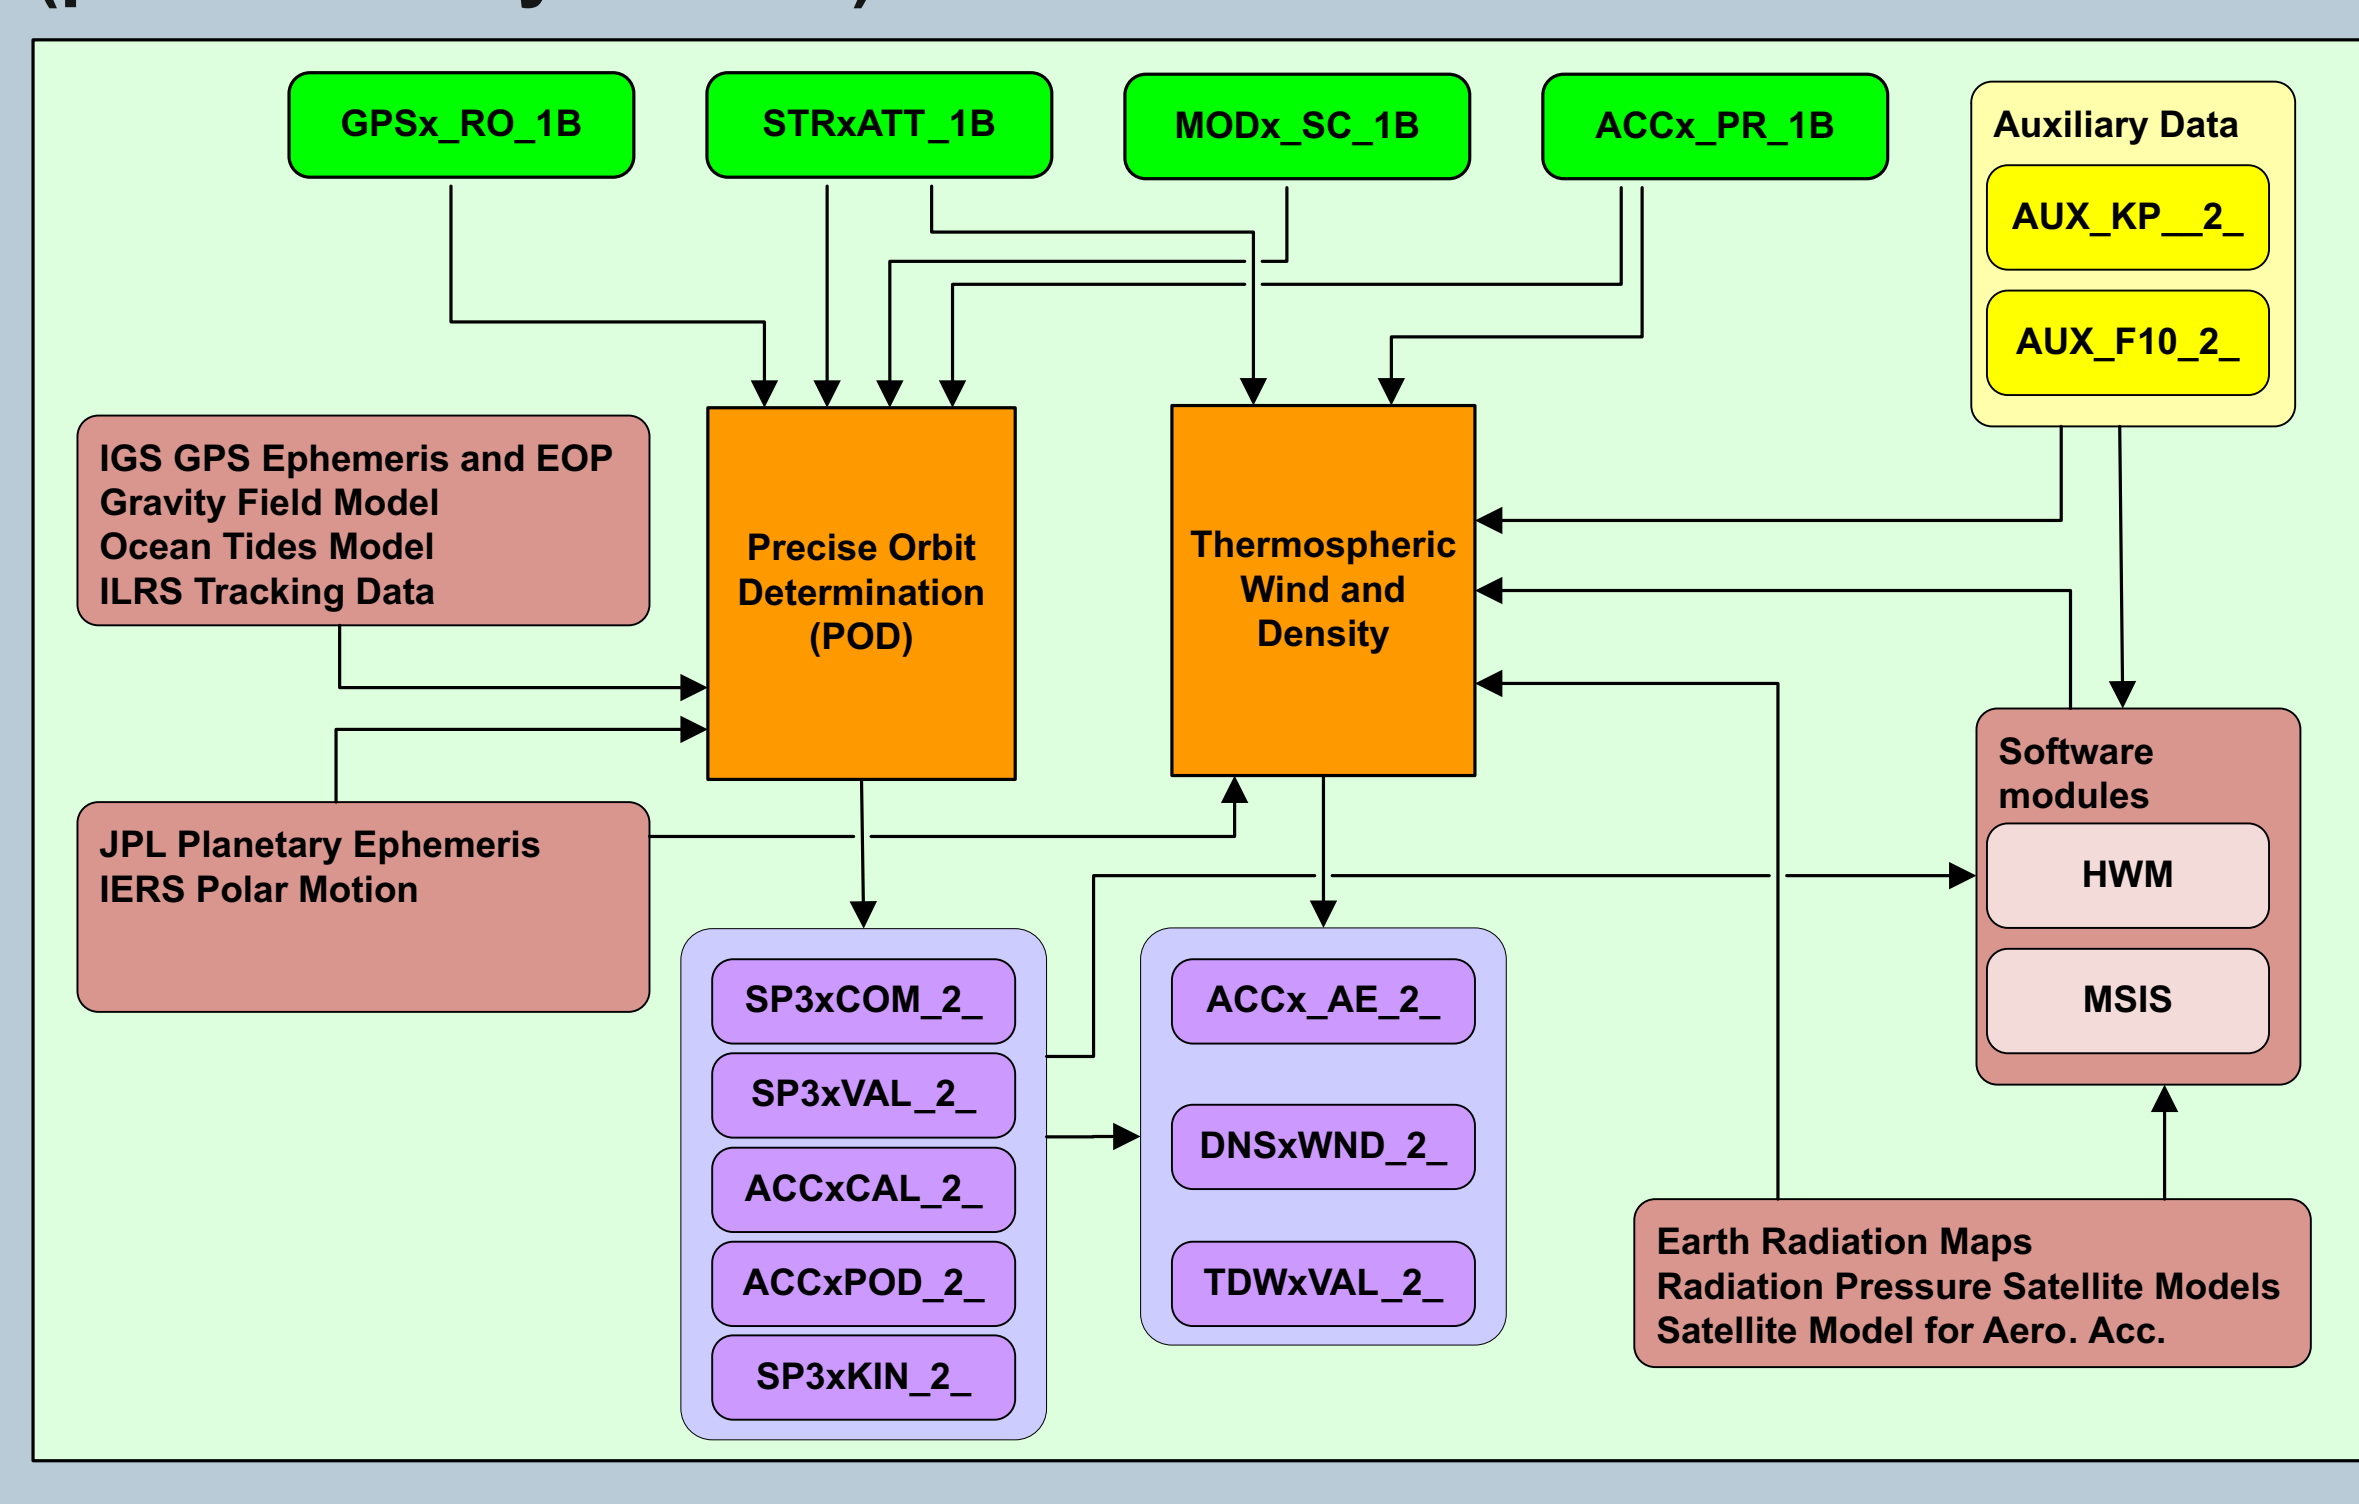 GPSx_RO_1B
STRxATT_1B
MODx_SC_1B
ACCx_PR_1B
Auxiliary Data
AUX_KP__2_
AUX_F10_2_
IGS GPS Ephemeris and EOP
Gravity Field Model
Ocean Tides Model
ILRS Tracking Data
Precise Orbit
Determination
(POD)
Thermospheric
Wind and
Density
JPL Planetary Ephemeris
IERS Polar Motion
Software
modules
HWM
MSIS
SP3xCOM_2_
SP3xVAL_2_
ACCxCAL_2_
ACCxPOD_2_
SP3xKIN_2_
ACCx_AE_2_
DNSxWND_2_
TDWxVAL_2_
Earth Radiation Maps
Radiation Pressure Satellite Models
Satellite Model for Aero. Acc.